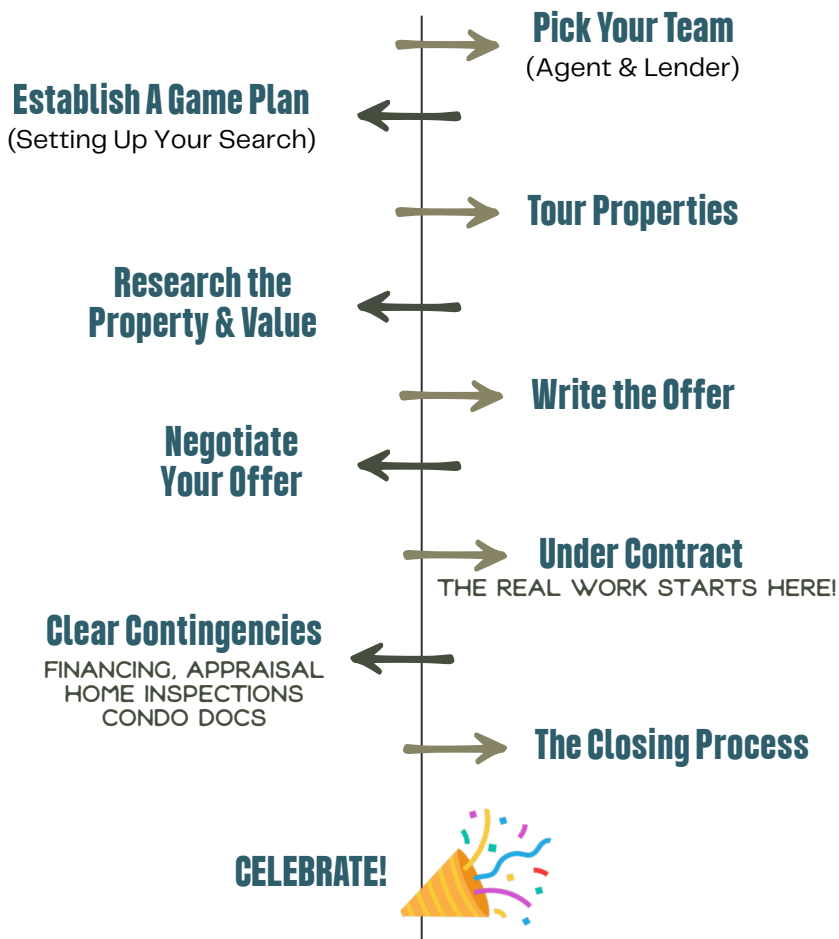 Pick Your Team
(Agent & Lender)
Establish A Game Plan
(Setting Up Your Search)
Tour Properties
Research the
Property & Value
Write the Offer
Negotiate
Your Offer
Under Contract
THE REAL WORK STARTS HERE!
Clear Contingencies
FINANCING, APPRAISAL
HOME INSPECTIONS
CONDO DOCS
The Closing Process
CELEBRATE!